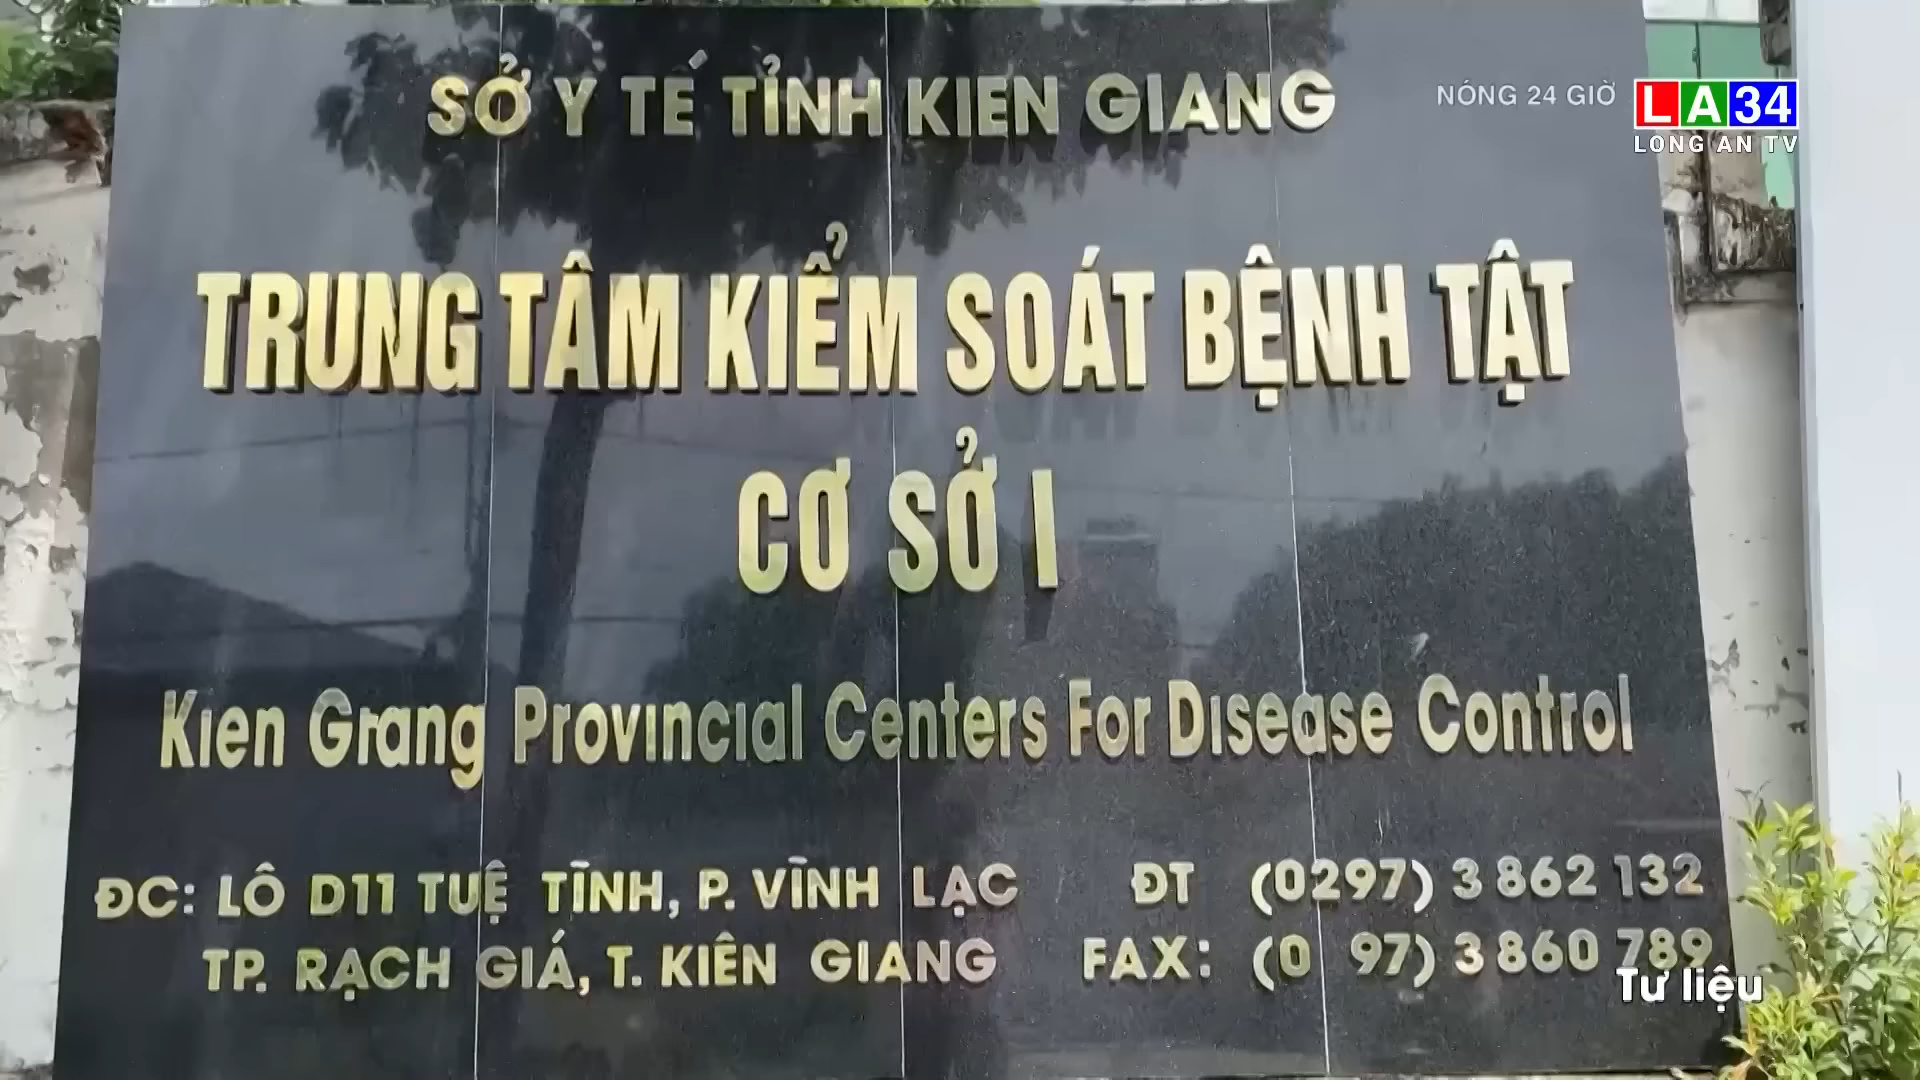 SỞ Y TẾ TỈNH KIEN GIANG
NÓNG 24 GIỜ
LA34
LONG AN TV
TRUNG TÂM KIỂM SOÁT BỆNH TẬT
CƠ SỞ I
Kien Giang Provincial Centers For Disease Control
ĐC: LÔ D11 TUỆ TĨNH, P. VĨNH LẠC ĐT (0297) 3 862 132
TP. RẠCH GIÁ, T. KIÊN GIANG FAX: (0 97) 3 860 789
Tư liệu